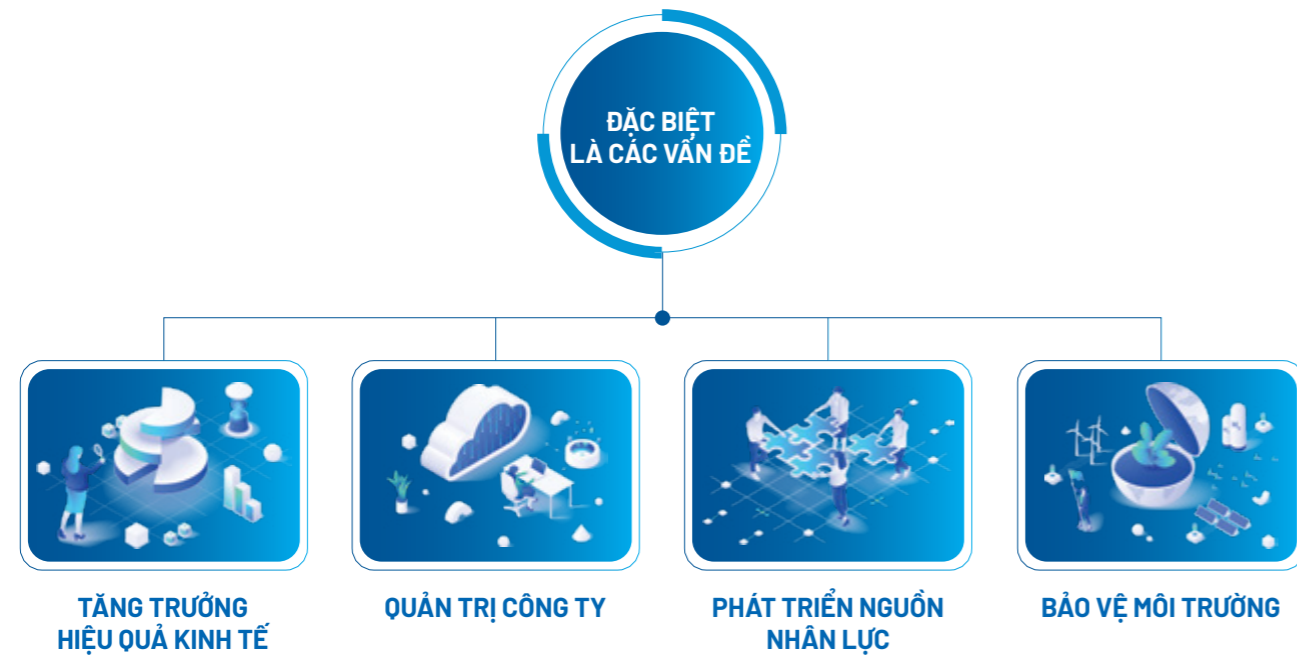 ĐẶC BIỆT
LÀ CÁC VẤN ĐỀ
TĂNG TRƯỞNG
HIỆU QUẢ KINH TẾ
QUẢN TRỊ CÔNG TY
PHÁT TRIỂN NGUỒN
NHÂN LỰC
BẢO VỆ MÔI TRƯỜNG